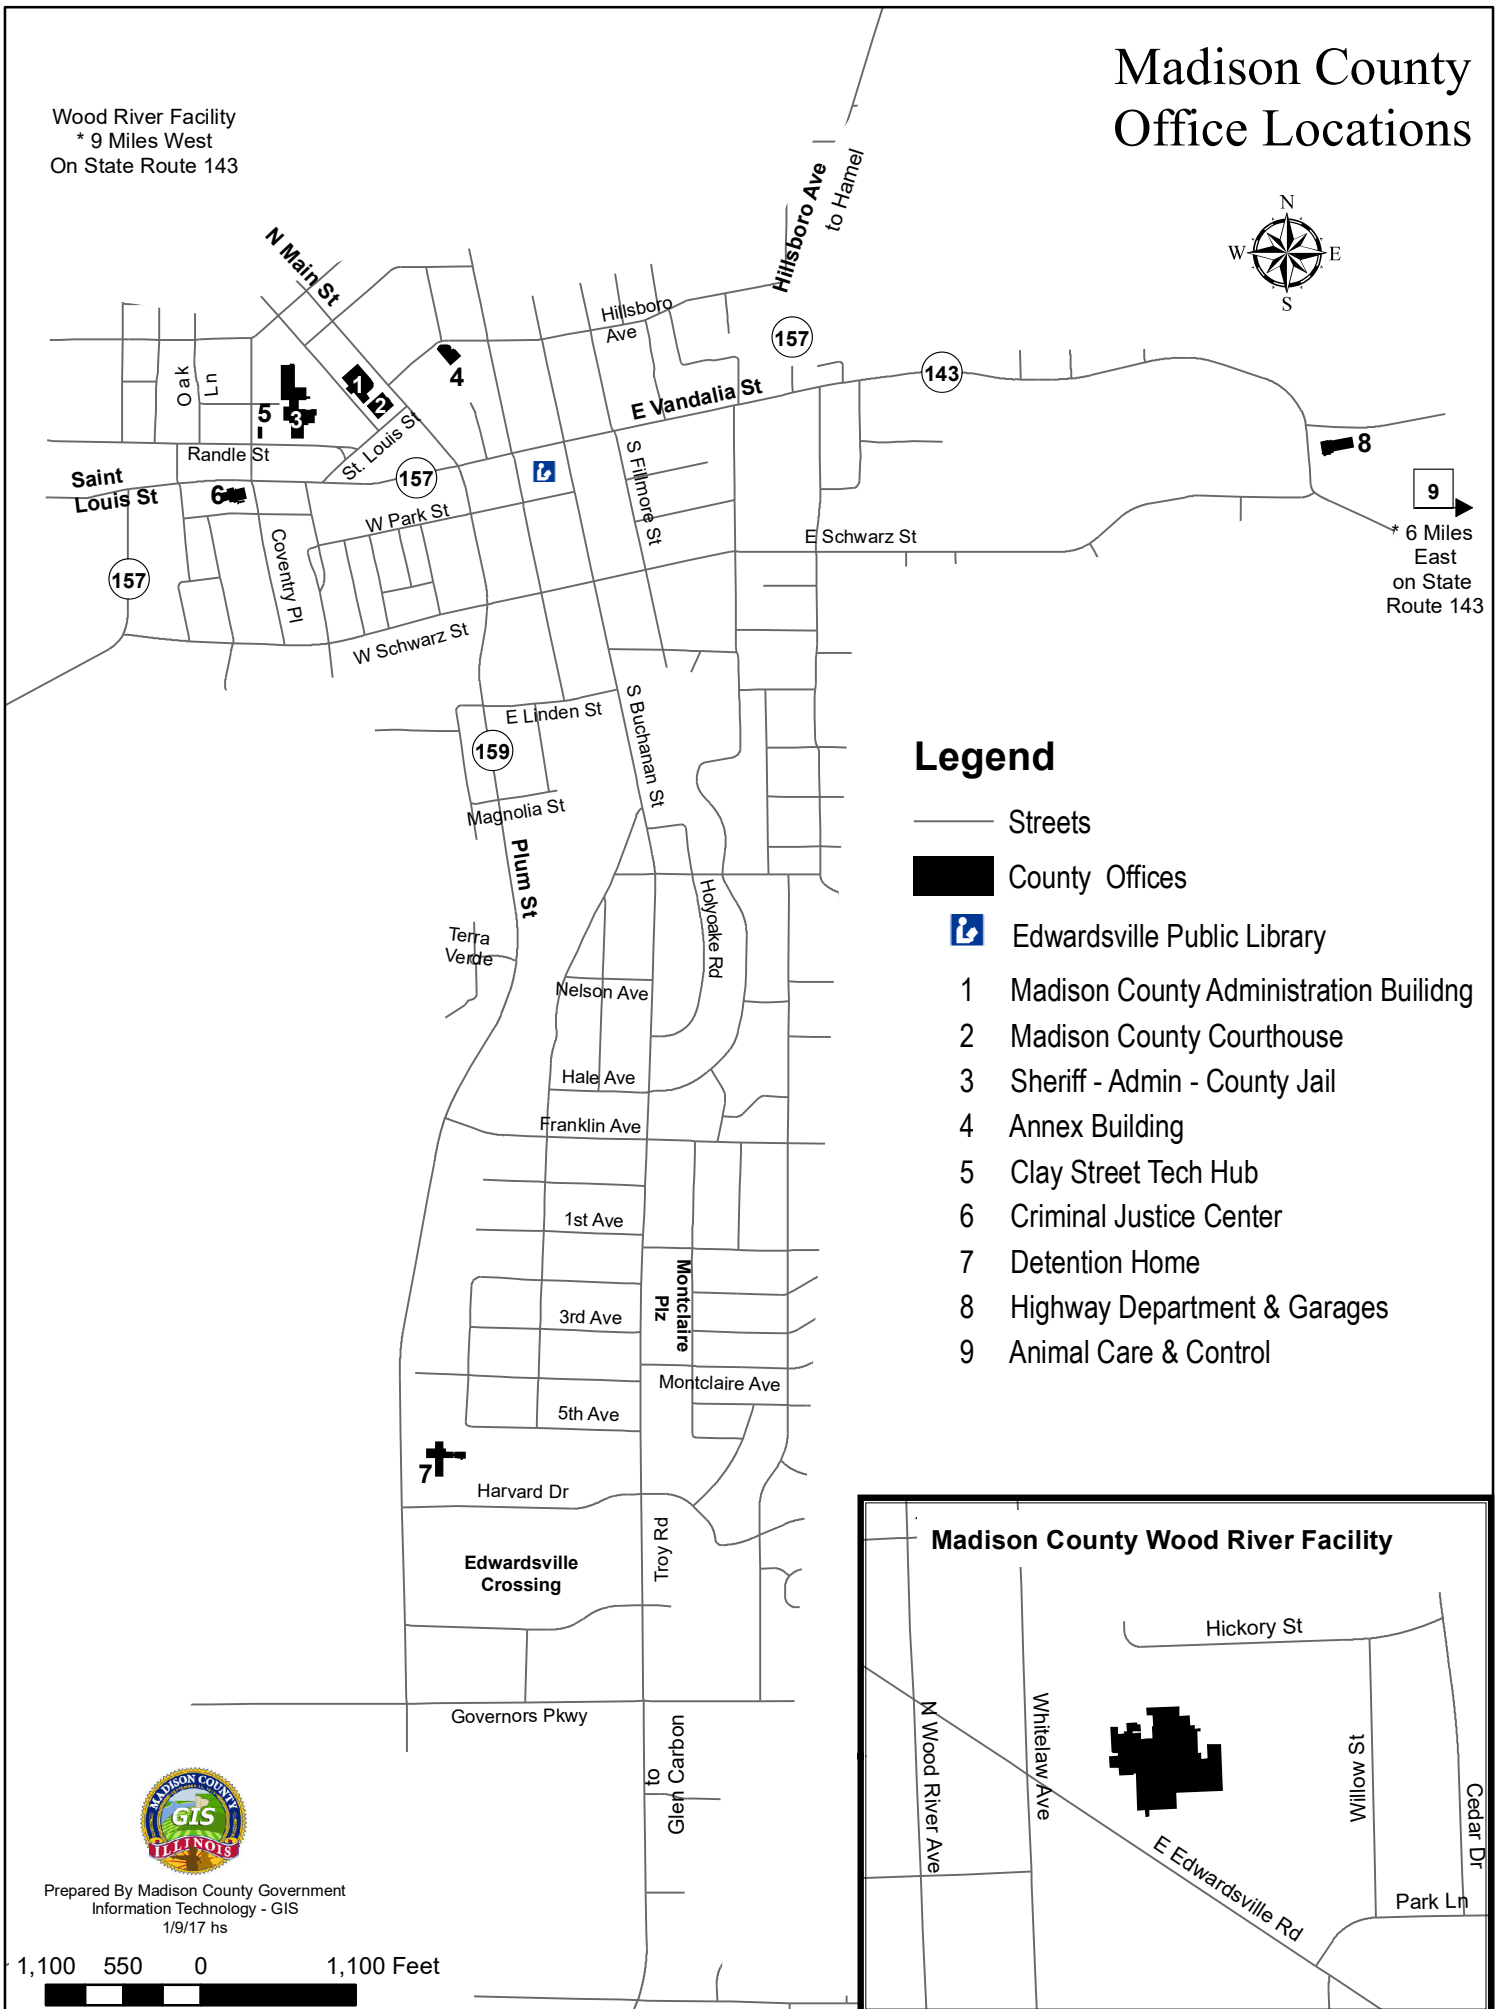 Madison County
Office Locations
Wood River Facility
* 9 Miles West
On State Route 143
N
W
E
S
N Main St
Hillsboro Ave
to Hamel
Hillsboro
Ave
157
143
Oak
Ln
1
2
3
4
5
E Vandalia St
8
Randle St
St. Louis St
Saint
Louis St
157
6
S Fillmore St
9
W Park St
E Schwarz St
* 6 Miles
East
on State
Route 143
Coventry Pl
157
W Schwarz St
E Linden St
S Buchanan St
159
Magnolia St
Plum St
Holyoake Rd
Terra
Verde
Nelson Ave
Hale Ave
Franklin Ave
1st Ave
Montclaire
Plz
3rd Ave
Montclaire Ave
5th Ave
7
Harvard Dr
Troy Rd
Edwardsville
Crossing
Governors Pkwy
to
Glen Carbon
Legend
Streets
County Offices
Edwardsville Public Library
1 Madison County Administration Builidng
2 Madison County Courthouse
3 Sheriff - Admin - County Jail
4 Annex Building
5 Clay Street Tech Hub
6 Criminal Justice Center
7 Detention Home
8 Highway Department & Garages
9 Animal Care & Control
Madison County Wood River Facility
Hickory St
N Wood River Ave
Whitelaw Ave
Willow St
Cedar Dr
E Edwardsville Rd
Park Ln
MADISON COUNTY
GIS
ILLINOIS
Prepared By Madison County Government
Information Technology - GIS
1/9/17 hs
1,100 550 0 1,100 Feet